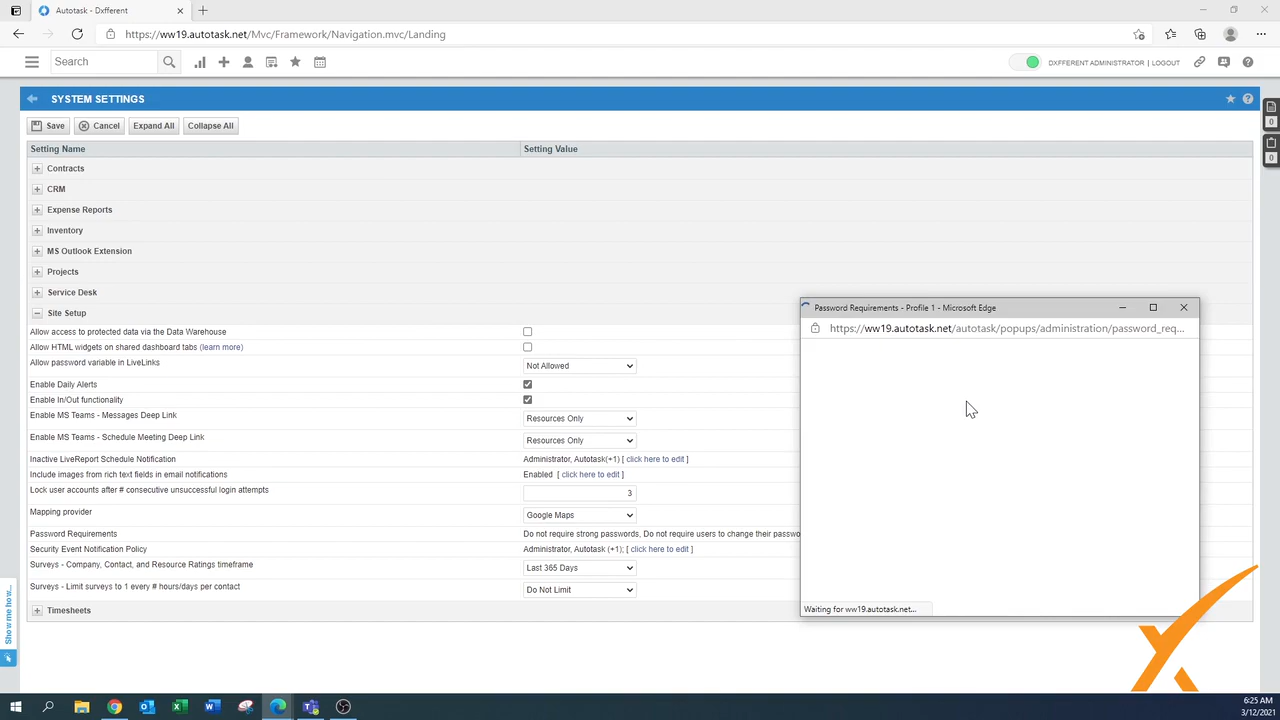 Autotask - Dxfferent
https://ww19.autotask.net/Mvc/Framework/Navigation.mvc/Landing
Search
DXFFERENT ADMINISTRATOR | LOGOUT
SYSTEM SETTINGS
Save
Cancel
Expand All
Collapse All
Setting Name Setting Value
Contracts
CRM
Expense Reports
Inventory
MS Outlook Extension
Projects
Service Desk
Site Setup
Allow access to protected data via the Data Warehouse
Allow HTML widgets on shared dashboard tabs (learn more)
Allow password variable in LiveLinks Not Allowed
Enable Daily Alerts
Enable In/Out functionality
Enable MS Teams - Messages Deep Link Resources Only
Enable MS Teams - Schedule Meeting Deep Link Resources Only
Inactive LiveReport Schedule Notification Administrator, Autotask(+1) [ click here to edit ]
Include images from rich text fields in email notifications Enabled [ click here to edit ]
Lock user accounts after # consecutive unsuccessful login attempts 3
Mapping provider Google Maps
Password Requirements Do not require strong passwords, Do not require users to change their passwo
Security Event Notification Policy Administrator, Autotask (+1); [ click here to edit ]
Surveys - Company, Contact, and Resource Ratings timeframe Last 365 Days
Surveys - Limit surveys to 1 every # hours/days per contact Do Not Limit
Timesheets
Password Requirements - Profile 1 - Microsoft Edge
https://ww19.autotask.net/autotask/popups/administration/password_req...
Waiting for ww19.autotask.net...
0
0
Show me how...
6:25 AM
3/12/2021